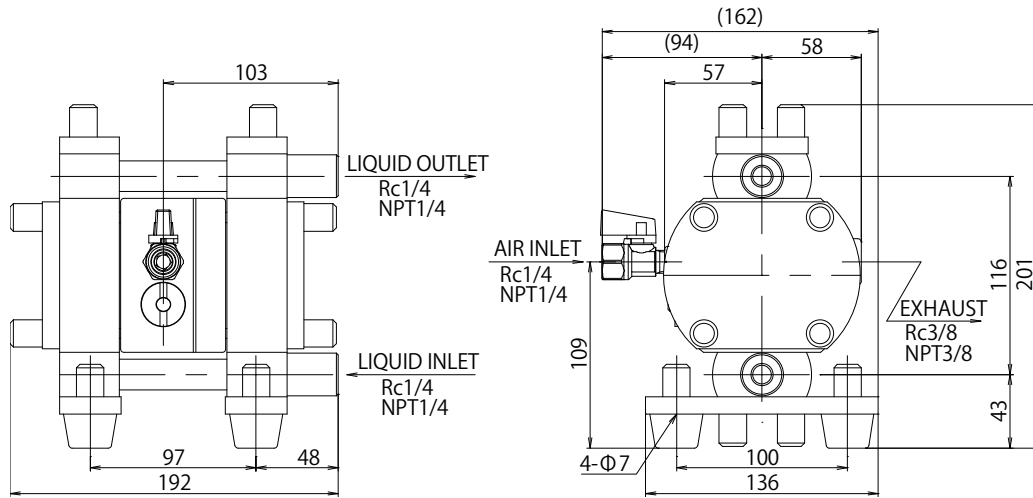 103
LIQUID OUTLET
Rc1/4
NPT1/4
LIQUID INLET
Rc1/4
NPT1/4
97
48
192
(162)
(94)
58
57
AIR INLET
Rc1/4
NPT1/4
109
EXHAUST
Rc3/8
NPT3/8
116
201
43
4-Φ7
100
136